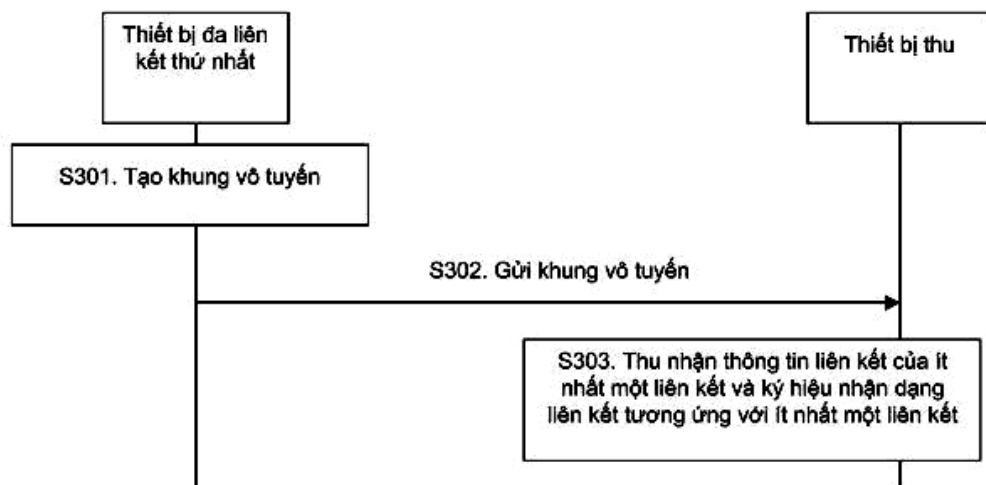 Thiết bị đa liên
kết thứ nhất
Thiết bị thu
S301. Tạo khung vô tuyến
S302. Gửi khung vô tuyến
S303. Thu nhận thông tin liên kết của ít
nhất một liên kết và ký hiệu nhận dạng
liên kết tương ứng với ít nhất một liên kết